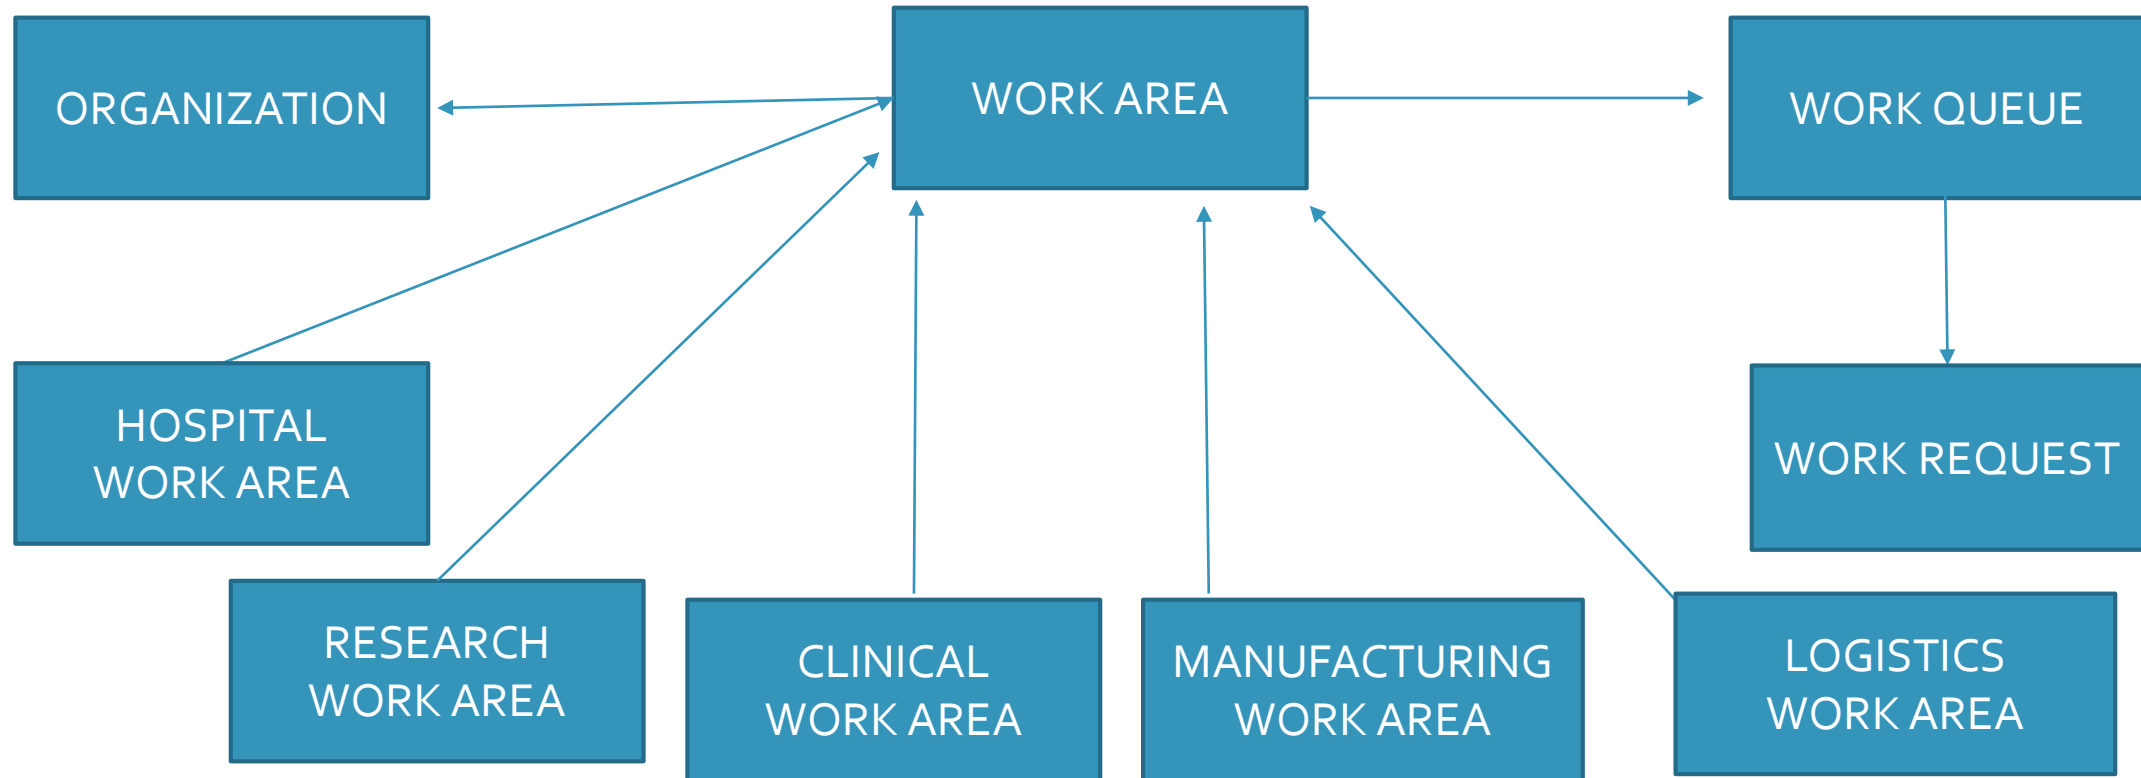 ORGANIZATION
WORK AREA
WORK QUEUE
HOSPITAL
WORK AREA
WORK REQUEST
RESEARCH
WORK AREA
CLINICAL
WORK AREA
MANUFACTURING
WORK AREA
LOGISTICS
WORK AREA